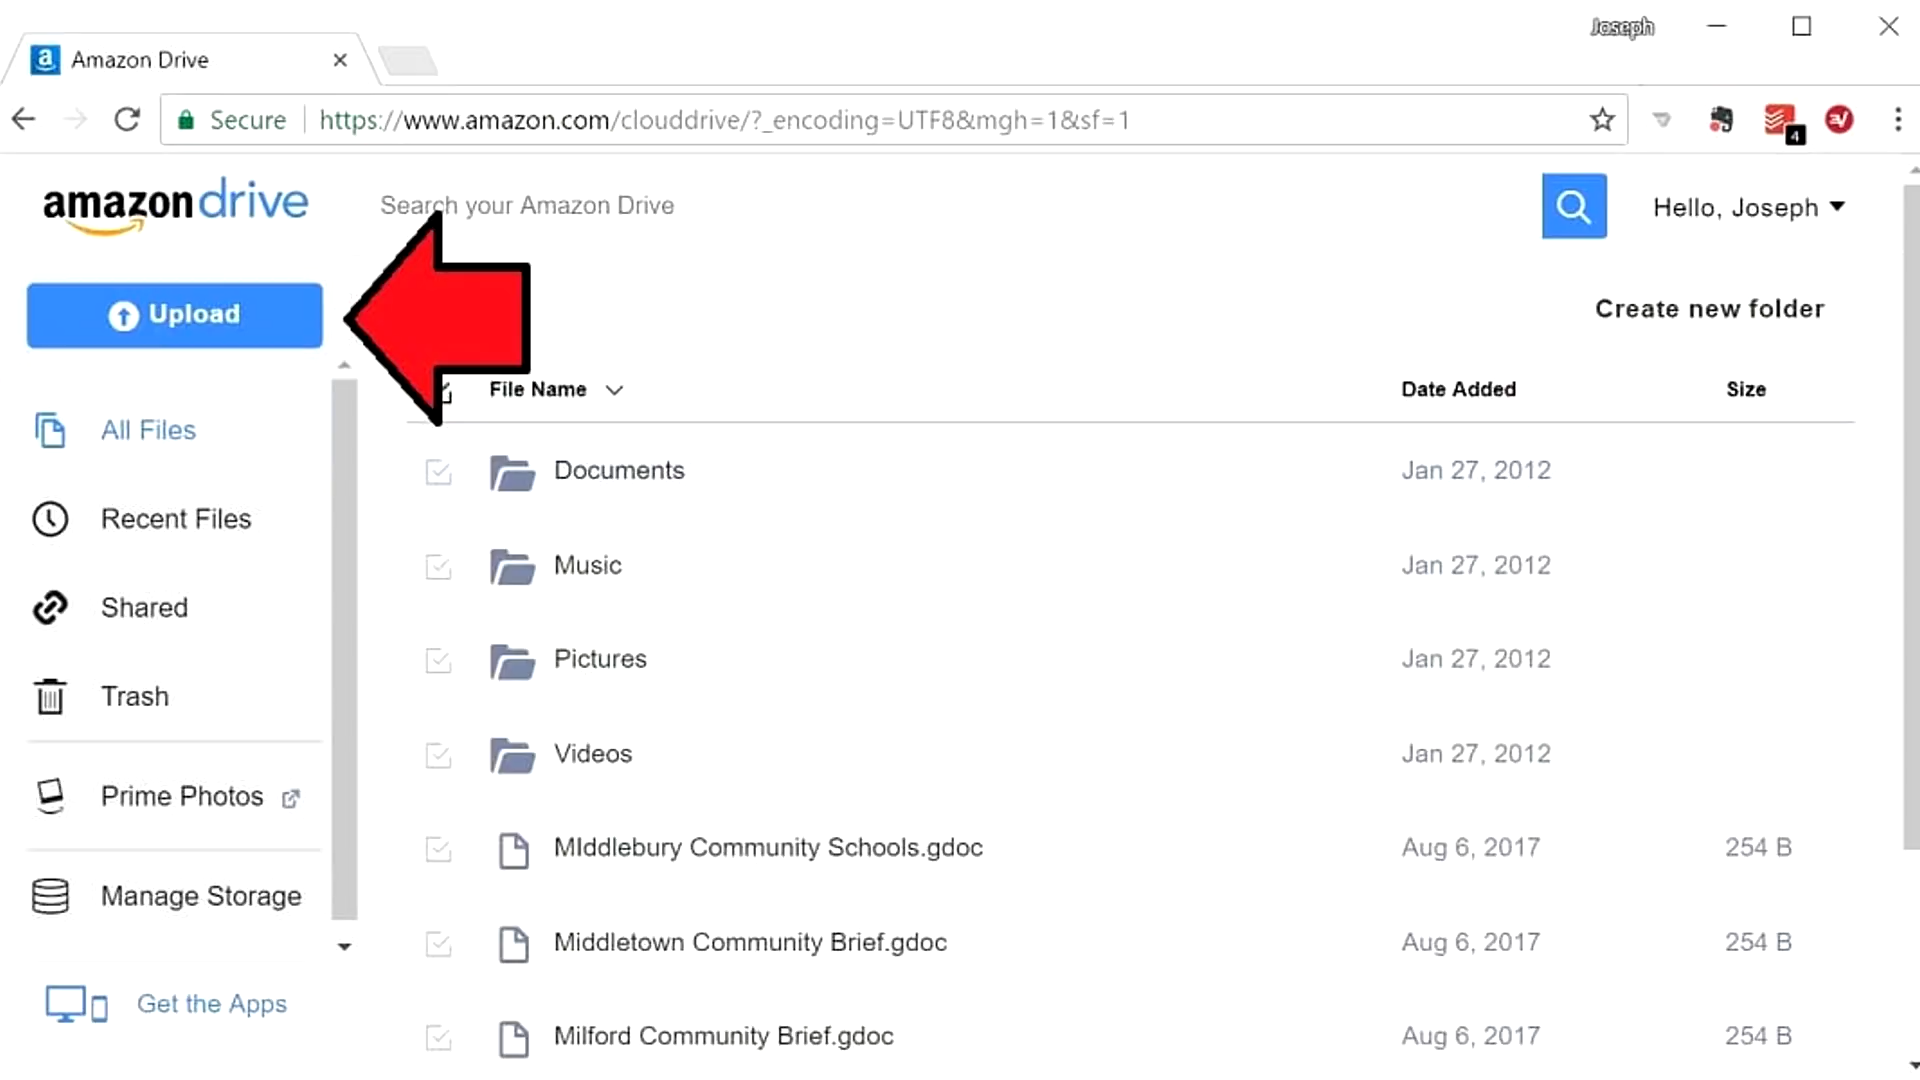 Joseph
Amazon Drive
Secure https://www.amazon.com/clouddrive/?_encoding=UTF8&mgh=1&sf=1
4
amazon drive
Search your Amazon Drive
Hello, Joseph
Upload
Create new folder
File Name Date Added Size
All Files
Recent Files
Shared
Trash
Prime Photos
Manage Storage
Get the Apps
Documents Jan 27, 2012
Music Jan 27, 2012
Pictures Jan 27, 2012
Videos Jan 27, 2012
MIddlebury Community Schools.gdoc Aug 6, 2017 254 B
Middletown Community Brief.gdoc Aug 6, 2017 254 B
Milford Community Brief.gdoc Aug 6, 2017 254 B